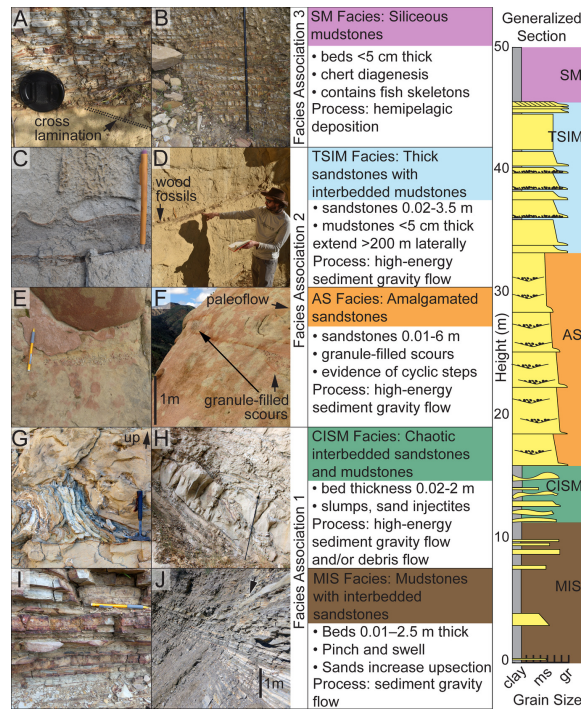 A
cross
lamination
B
Facies Association 3
SM Facies: Siliceous
mudstones
• beds <5 cm thick
• chert diagenesis
• contains fish skeletons
Process: hemipelagic
deposition
C
D
wood
fossils
E
F
paleoflow
granule-filled
scours
1m
Facies Association 2
TSIM Facies: Thick
sandstones with
interbedded mudstones
• sandstones 0.02-3.5 m
• mudstones <5 cm thick
extend >200 m laterally
Process: high-energy
sediment gravity flow
AS Facies: Amalgamated
sandstones
• sandstones 0.01-6 m
• granule-filled scours
• evidence of cyclic steps
Process: high-energy
sediment gravity flow
G
up
H
I
J
1m
Facies Association 1
CISM Facies: Chaotic
interbedded sandstones
and mudstones
• bed thickness 0.02-2 m
• slumps, sand injectites
Process: high-energy
sediment gravity flow
and/or debris flow
MIS Facies: Mudstones
with interbedded
sandstones
• Beds 0.01–2.5 m thick
• Pinch and swell
• Sands increase upsection
Process: sediment gravity
flow
Generalized
Section
50
SM
TSIM
40
30
AS
Height (m)
20
CISM
10
MIS
0
clay
ms
gr
Grain Size